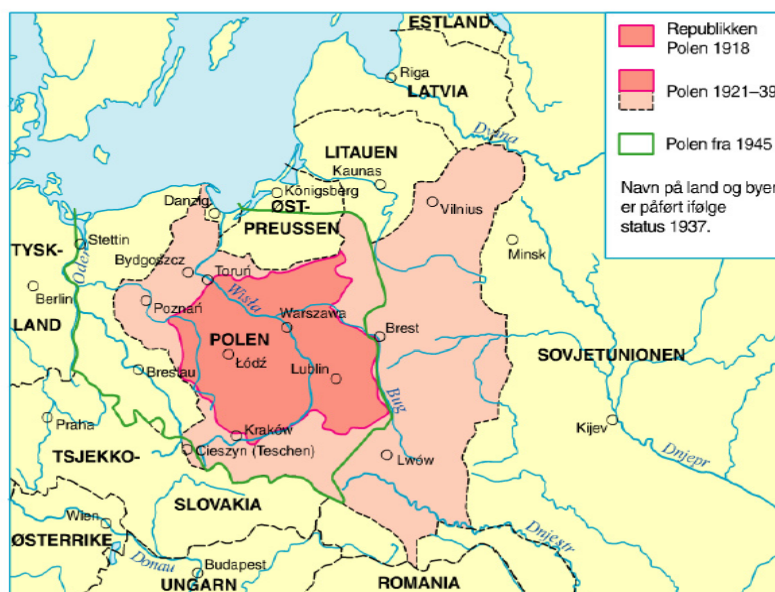 ESTLAND
Riga
LATVIA
Dvina
LITAUEN
Kaunas
Königsberg
Danzig
ØST-
PREUSSEN
Vilnius
Minsk
Stettin
TYSK-
Oder
Bydgoszcz
Toruń
Berlin
LAND
Poznań
Wisła
Warszawa
POLEN
Łódź
Brest
SOVJETUNIONEN
Breslau
Lublin
Bug
Praha
Kraków
Kijev
Dnjepr
TSJEKKO-
Cieszyn (Teschen)
Lwów
SLOVAKIA
Wien
ØSTERRIKE
Donau
Budapest
UNGARN
ROMANIA
Dnjestr
Republikken
Polen 1918
Polen 1921–39
Polen fra 1945
Navn på land og byer
er påført ifølge
status 1937.